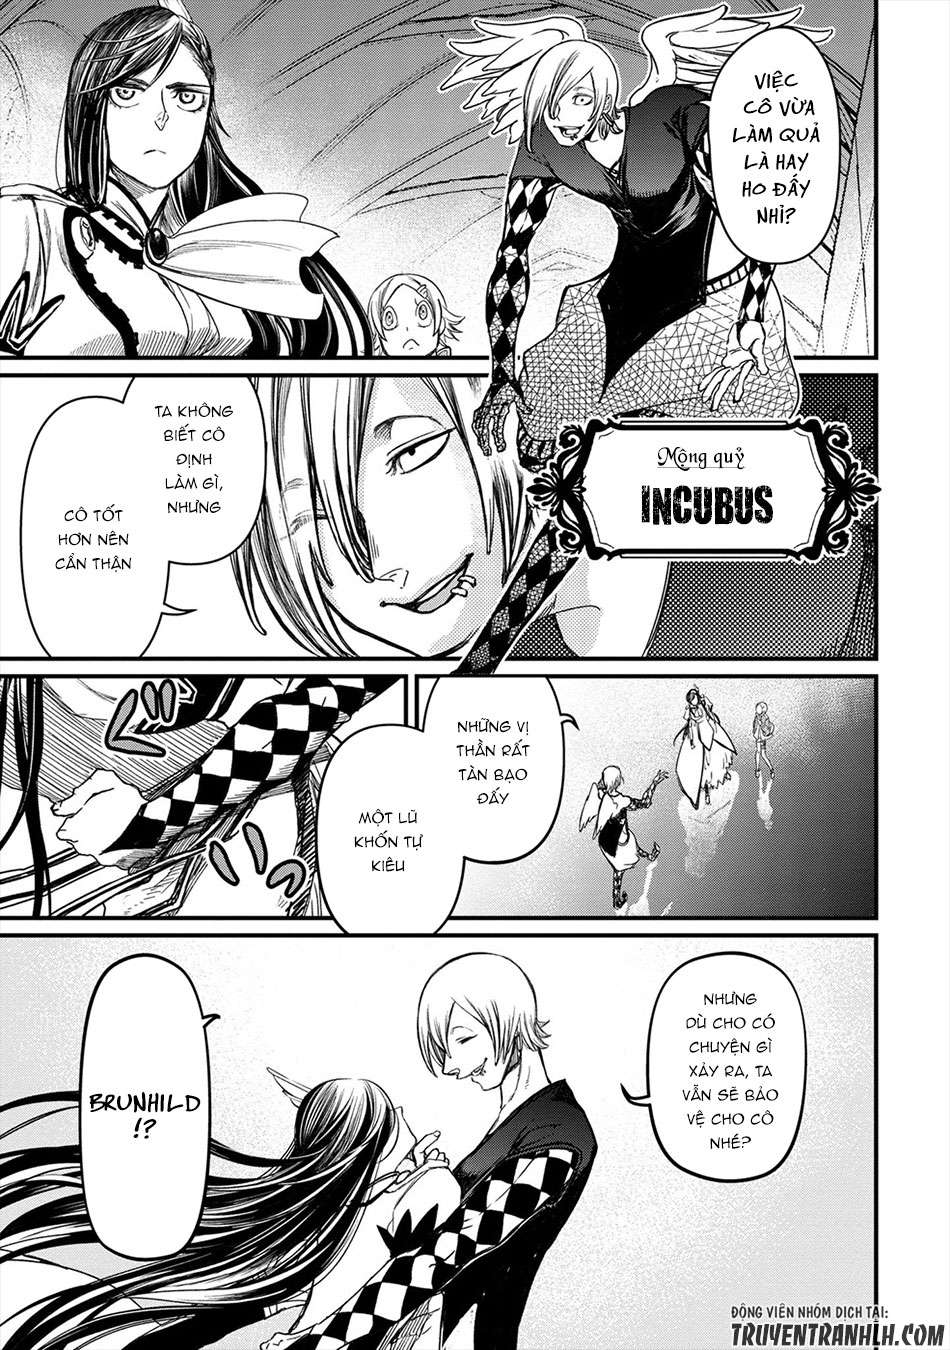 VIỆC
CÔ VỪA
LÀM QUẢ
LÀ HAY
HO ĐẤY
NHỈ?
Mộng quỷ
INCUBUS
TA KHÔNG
BIẾT CÔ
ĐỊNH
LÀM GÌ,
NHƯNG
CÔ TỐT
HƠN NÊN
CẨN THẬN
NHỮNG VỊ
THẦN RẤT
TÀN BẠO
ĐẤY
MỘT LŨ
KHỐN TỰ
KIÊU
NHƯNG
DÙ CHO CÓ
CHUYỆN GÌ
XẢY RA, TA
VẪN SẼ BẢO
VỆ CHO CÔ
NHÉ?
BRUNHILD
!?
ĐỘNG VIÊN NHÓM DỊCH TẠI:
TRUYENTRANHLH.COM